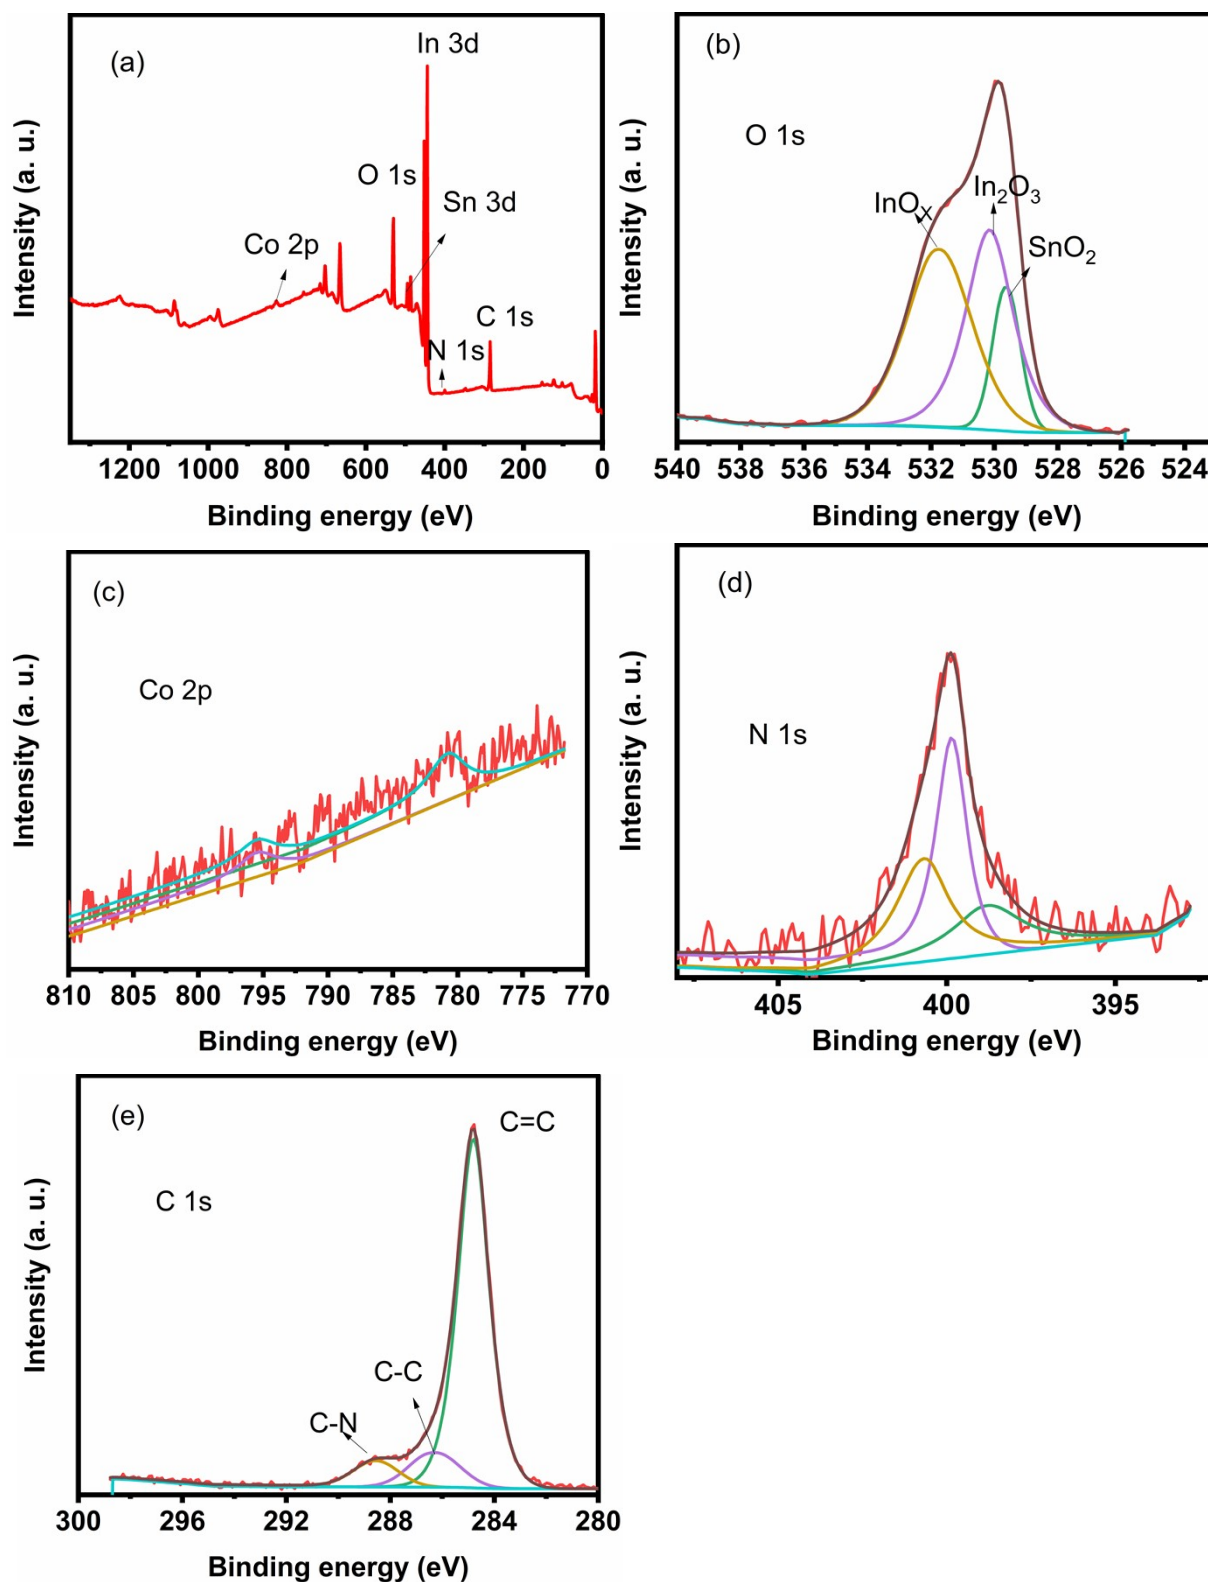 (a)
In 3d
O 1s
Sn 3d
Co 2p
C 1s
N 1s
Intensity (a. u.)
1200 1000 800 600 400 200 0
Binding energy (eV)
(b)
O 1s
InOₓ
In₂O₃
SnO₂
Intensity (a. u.)
540 538 536 534 532 530 528 526 524
Binding energy (eV)
(c)
Co 2p
Intensity (a. u.)
810 805 800 795 790 785 780 775 770
Binding energy (eV)
(d)
N 1s
Intensity (a. u.)
405 400 395
Binding energy (eV)
(e)
C=C
C 1s
C-C
C-N
Intensity (a. u.)
300 296 292 288 284 280
Binding energy (eV)